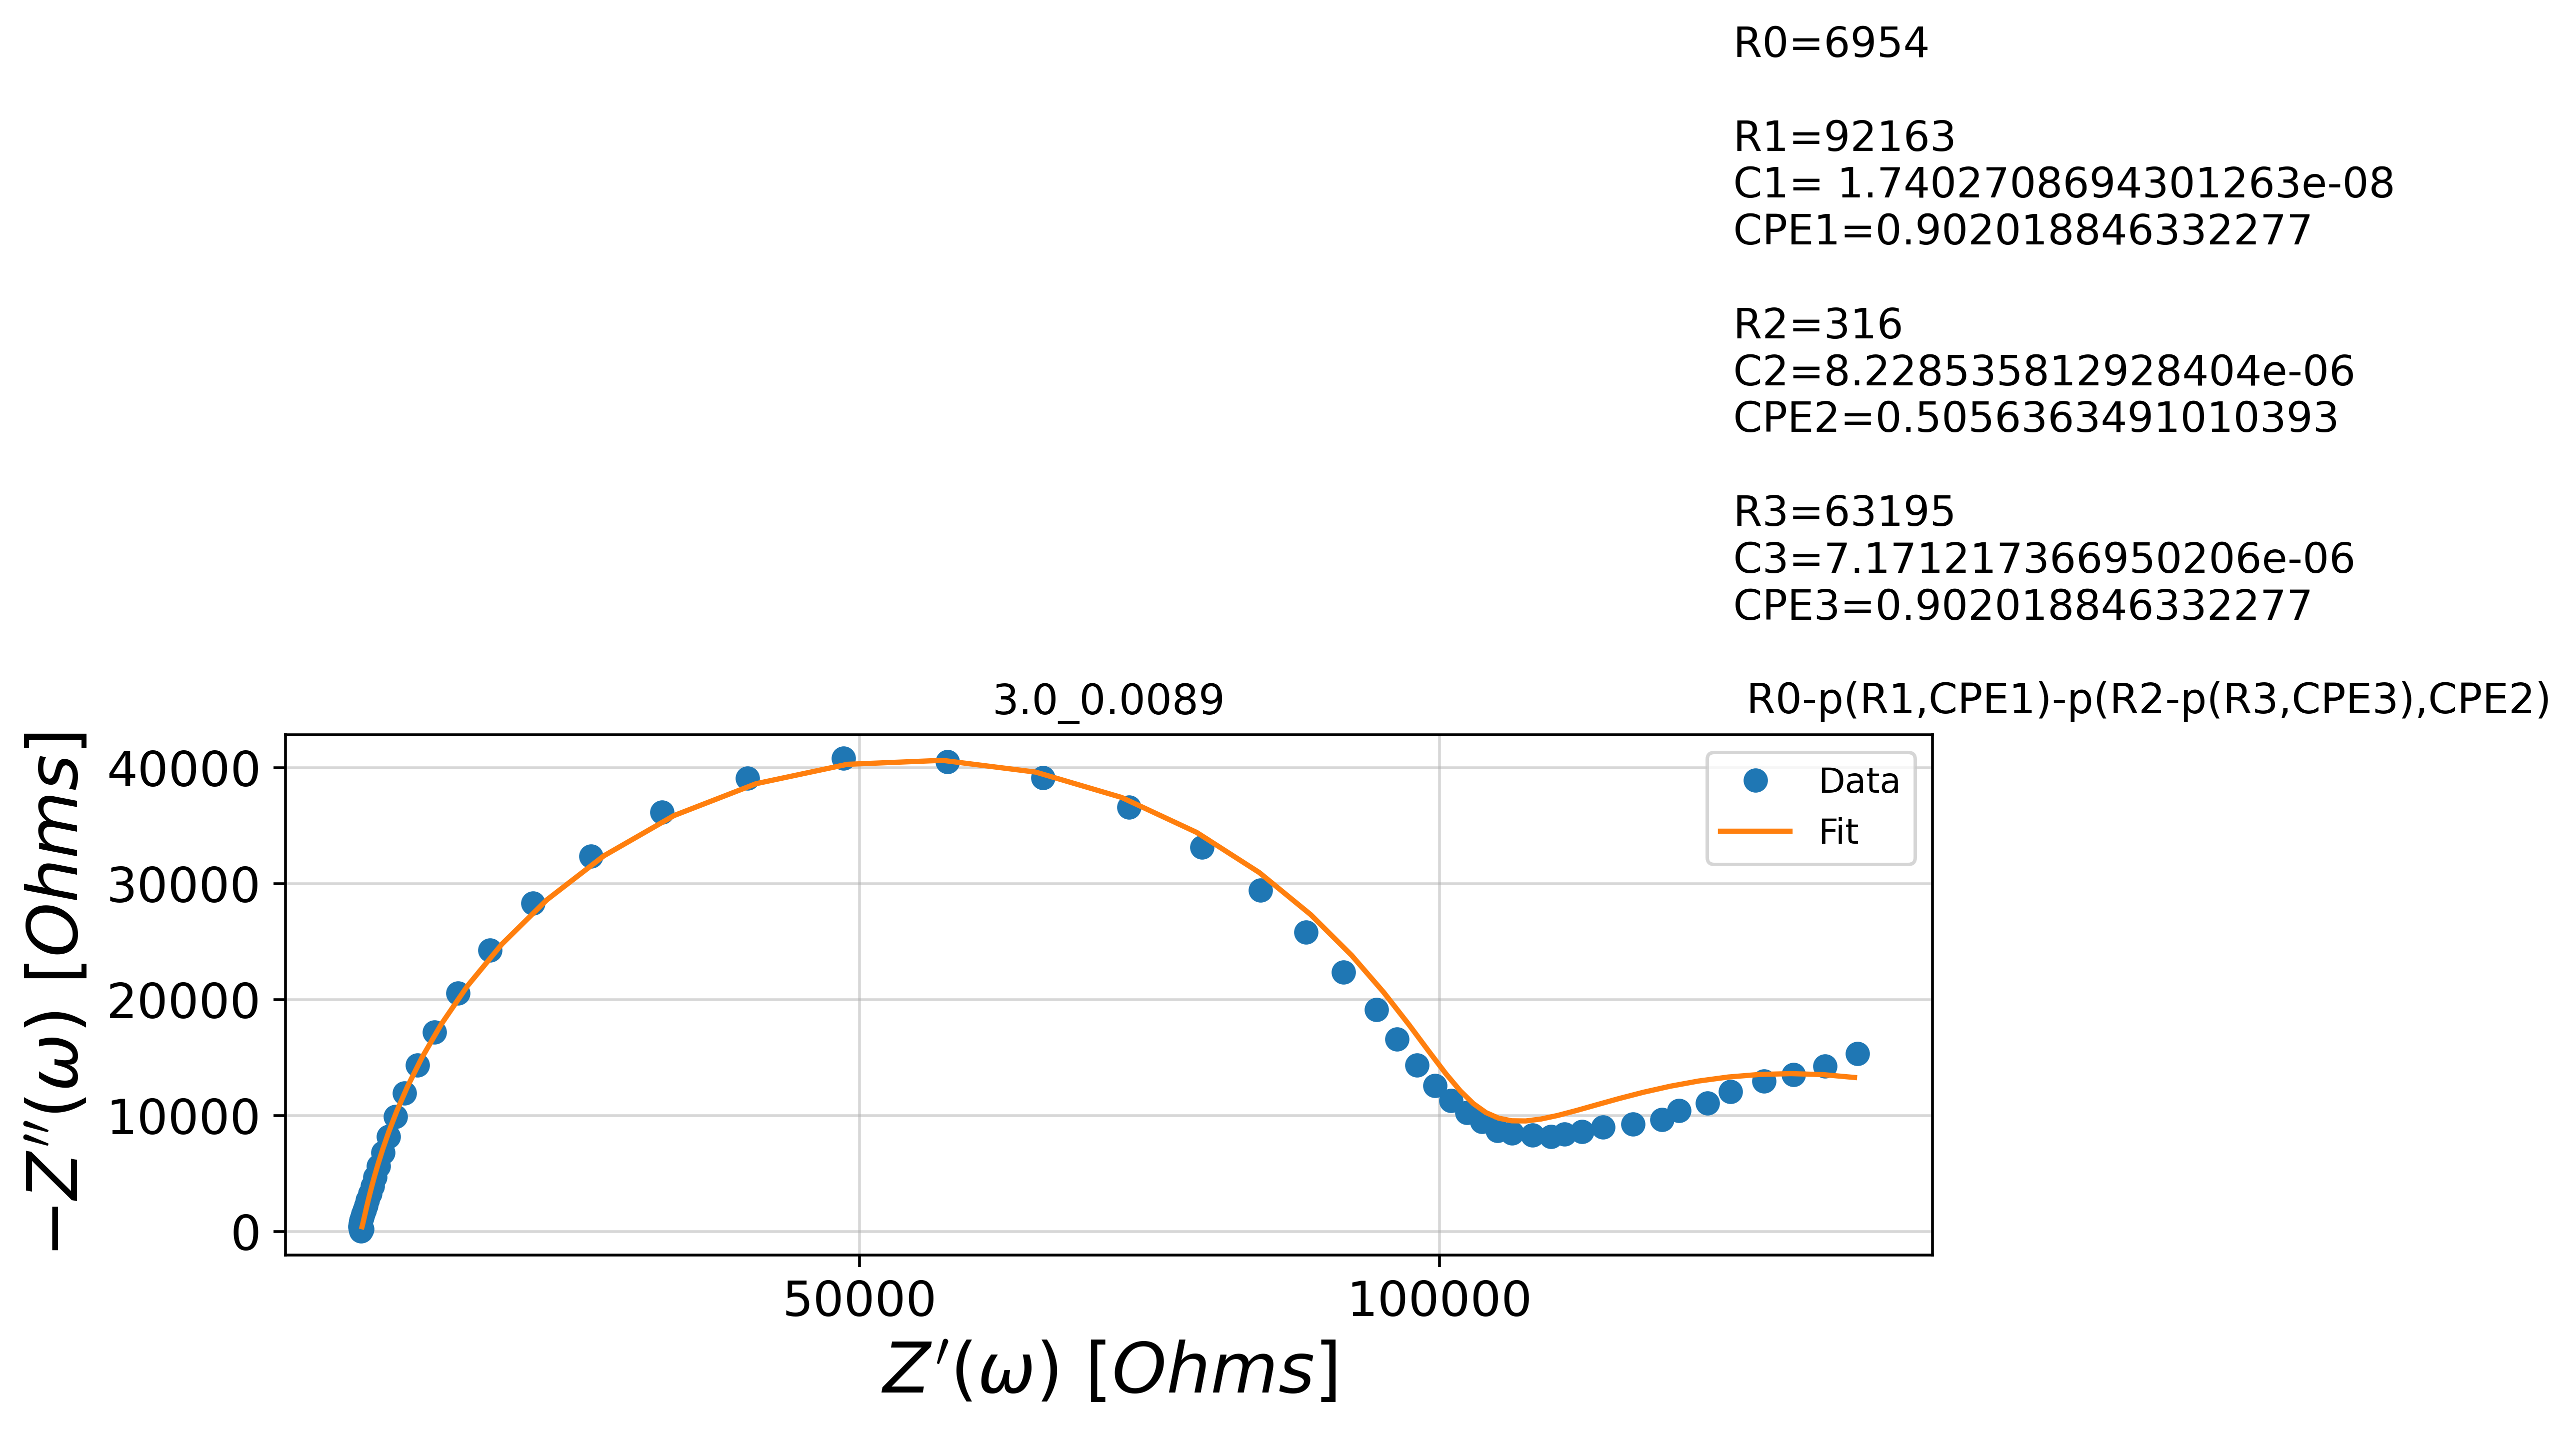 R0=6954
R1=92163
C1= 1.7402708694301263e-08
CPE1=0.902018846332277
R2=316
C2=8.228535812928404e-06
CPE2=0.5056363491010393
R3=63195
C3=7.171217366950206e-06
CPE3=0.902018846332277
3.0_0.0089
R0-p(R1,CPE1)-p(R2-p(R3,CPE3),CPE2)
Data
Fit
−Z′′(ω) [Ohms]
40000
30000
20000
10000
0
50000
100000
Z′(ω) [Ohms]